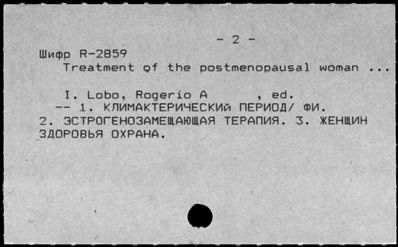 - 2 -
Шифр R-2859
Treatment of the postmenopausal woman ...
I. Lobo, Rogerio A , ed.
-- 1. КЛИМАКТЕРИЧЕСКИЙ ПЕРИОД/ ФИ.
2. ЭСТРОГЕНОЗАМЕЩАЮЩАЯ ТЕРАПИЯ. 3. ЖЕНЩИН
ЗДОРОВЬЯ ОХРАНА.